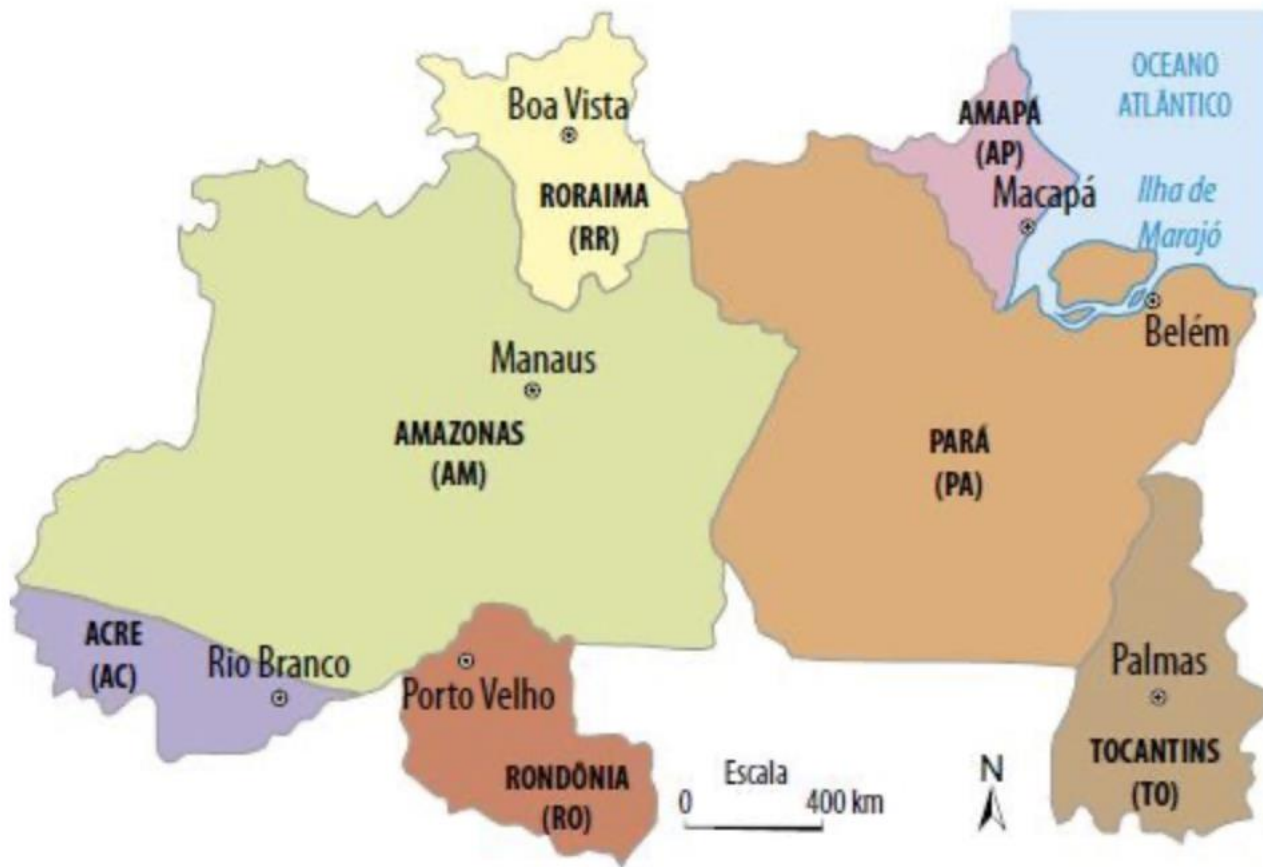 OCEANO
ATLÂNTICO
Boa Vista
AMAPÁ
(AP)
RORAIMA
(RR)
Macapá
Ilha de
Marajó
Belém
Manaus
AMAZONAS
(AM)
PARÁ
(PA)
ACRE
(AC)
Rio Branco
Porto Velho
Palmas
RONDÔNIA
(RO)
Escala
0 400 km
N
TOCANTINS
(TO)